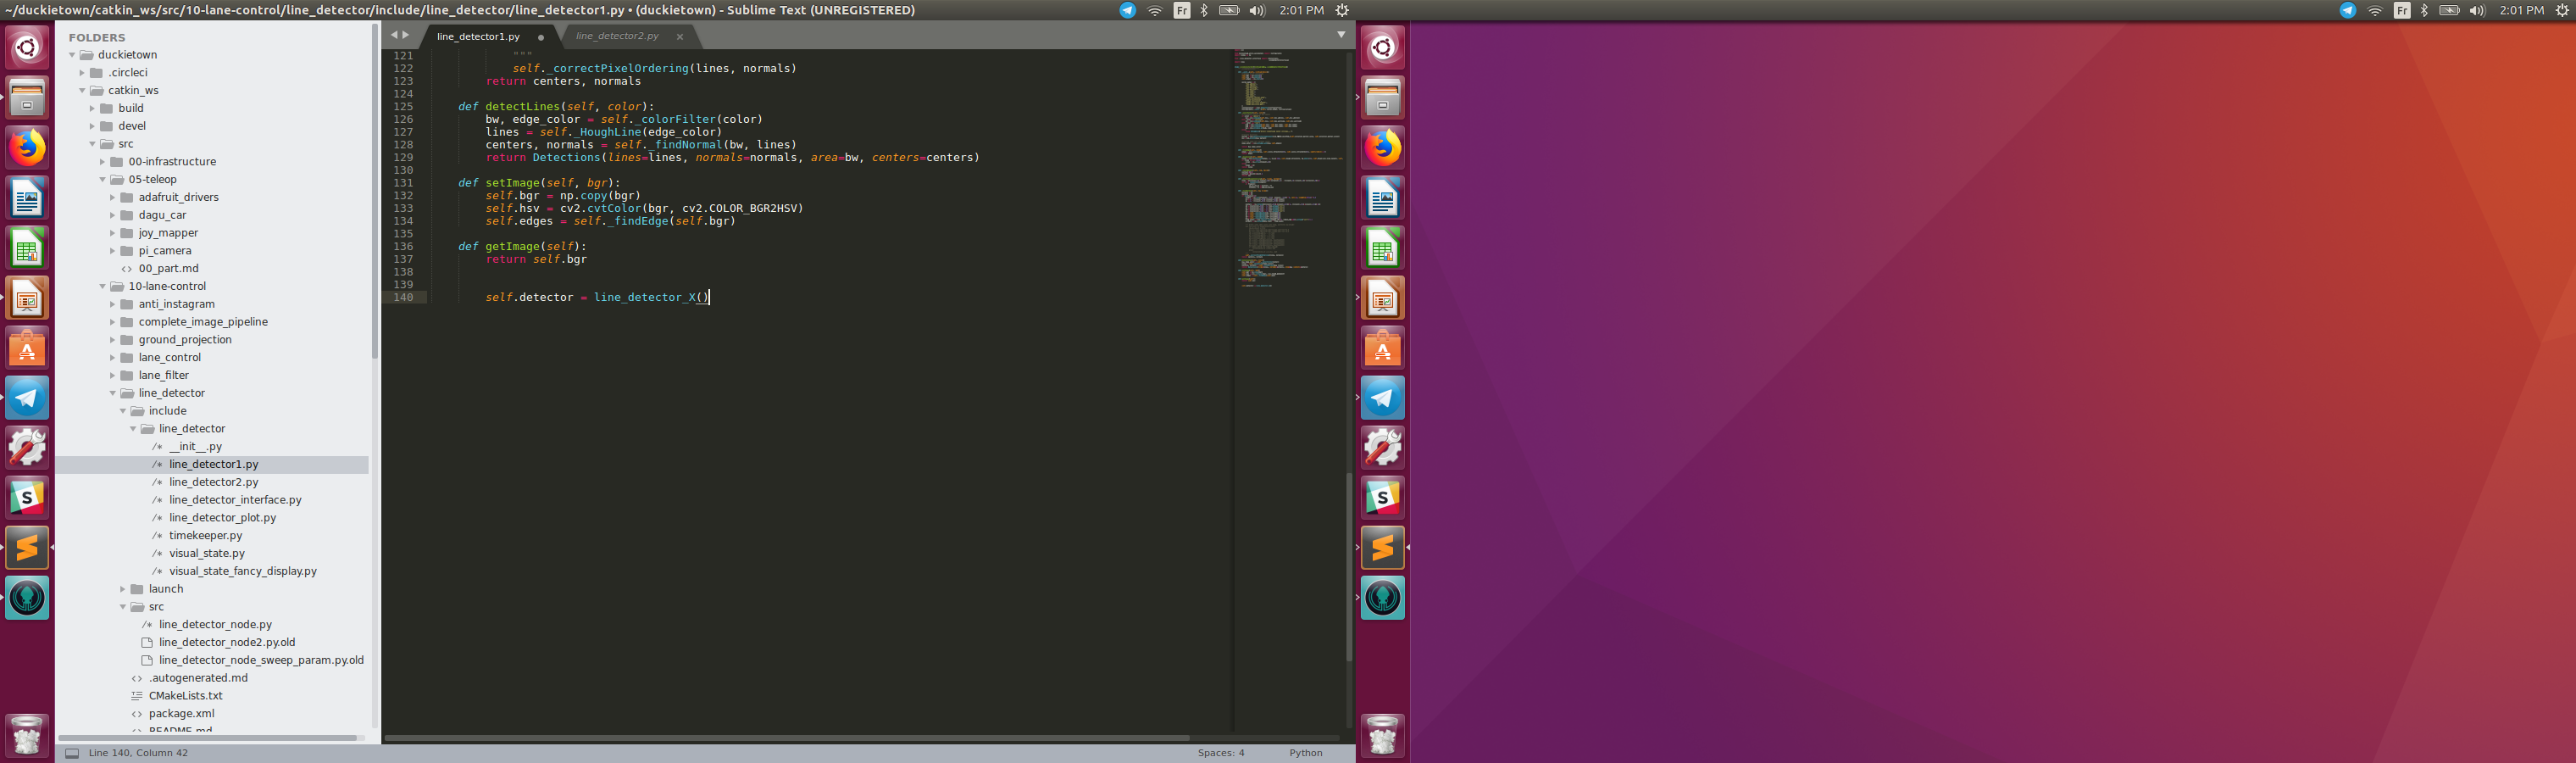 ~/duckietown/catkin_ws/src/10-lane-control/line_detector/include/line_detector/line_detector1.py • (duckietown) - Sublime Text (UNREGISTERED)
Fr
2:01 PM
Fr
2:01 PM
FOLDERS
duckietown
.circleci
catkin_ws
build
devel
src
00-infrastructure
05-teleop
adafruit_drivers
dagu_car
joy_mapper
pi_camera
<> 00_part.md
10-lane-control
anti_instagram
complete_image_pipeline
ground_projection
lane_control
lane_filter
line_detector
include
line_detector
/* __init__.py
/* line_detector1.py
/* line_detector2.py
/* line_detector_interface.py
/* line_detector_plot.py
/* timekeeper.py
/* visual_state.py
/* visual_state_fancy_display.py
launch
src
/* line_detector_node.py
line_detector_node2.py.old
line_detector_node_sweep_param.py.old
<> .autogenerated.md
CMakeLists.txt
<> package.xml
<> README.md
line_detector1.py
line_detector2.py
121 """
122 self._correctPixelOrdering(lines, normals)
123 return centers, normals
124
125 def detectLines(self, color):
126 bw, edge_color = self._colorFilter(color)
127 lines = self._HoughLine(edge_color)
128 centers, normals = self._findNormal(bw, lines)
129 return Detections(lines=lines, normals=normals, area=bw, centers=centers)
130
131 def setImage(self, bgr):
132 self.bgr = np.copy(bgr)
133 self.hsv = cv2.cvtColor(bgr, cv2.COLOR_BGR2HSV)
134 self.edges = self._findEdge(self.bgr)
135
136 def getImage(self):
137 return self.bgr
138
139
140 self.detector = line_detector_X()
Line 140, Column 42
Spaces: 4
Python